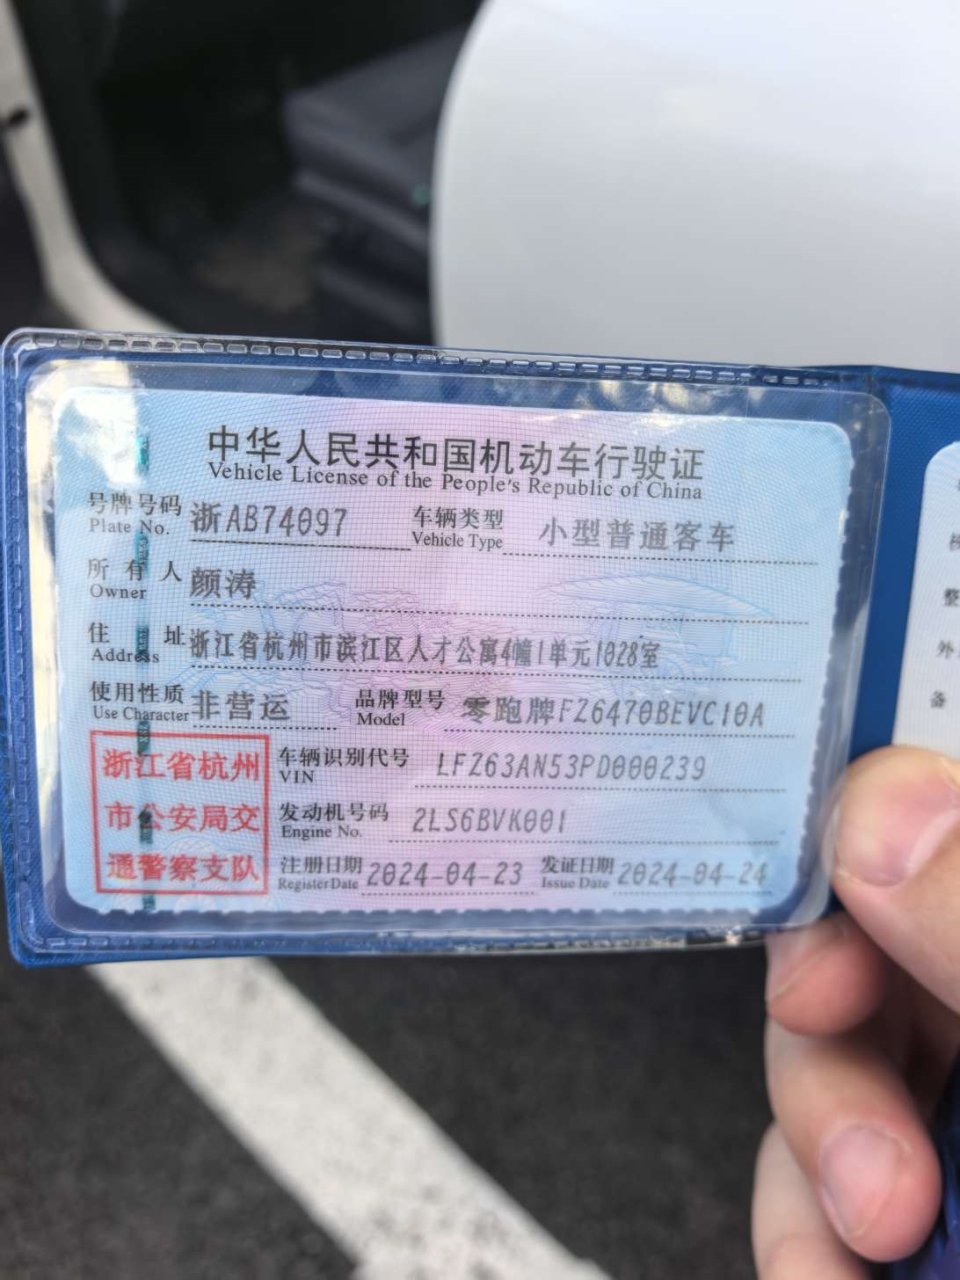 中华人民共和国机动车行驶证
Vehicle License of the People's Republic of China
号牌号码 浙AB74097 车辆类型 小型普通客车
Plate No. Vehicle Type
所有人 颜涛
Owner
住址 浙江省杭州市滨江区人才公寓4幢1单元1028室
Address
使用性质 非营运 品牌型号 零跑牌FZ6470BEVC10A
Use Character Model
浙江省杭州
市公安局交
通警察支队
车辆识别代号 LFZ63AN53PD000239
VIN
发动机号码 2LS6BVK001
Engine No.
注册日期 2024-04-23 发证日期 2024-04-24
Register Date Issue Date
整
外
备